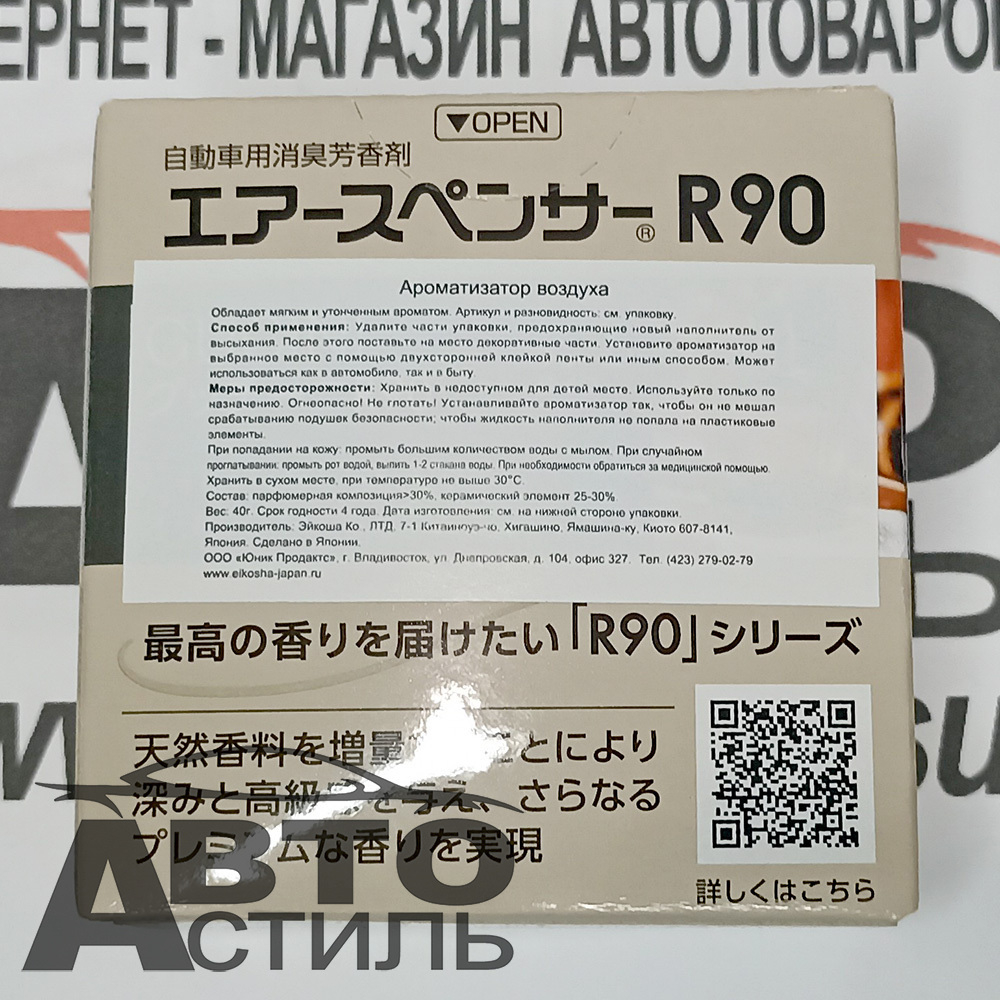 ЕРНЕТ - МАГАЗИН АВТОТОВАРО
▼OPEN
自動車用消臭芳香剤
エアースペンサー® R90
Ароматизатор воздуха
Обладает мягким и утонченным ароматом. Артикул и разновидность: см. упаковку.
Способ применения: Удалите части упаковки, предохраняющие новый наполнитель от
высыхания. После этого поставьте на место декоративные части. Установите ароматизатор на
выбранное место с помощью двухсторонней клейкой ленты или иным способом. Может
использоваться как в автомобиле, так и в быту.
Меры предосторожности: Хранить в недоступном для детей месте. Используйте только по
назначению. Огнеопасно! Не глотать! Устанавливайте ароматизатор так, чтобы он не мешал
срабатыванию подушек безопасности; чтобы жидкость наполнителя не попала на пластиковые
элементы.
При попадании на кожу: промыть большим количеством воды с мылом. При случайном
проглатывании: промыть рот водой, выпить 1-2 стакана воды. При необходимости обратиться за медицинской помощью.
Хранить в сухом месте, при температуре не выше 30°C.
Состав: парфюмерная композиция>30%, керамический элемент 25-30%
Вес: 40г. Срок годности 4 года. Дата изготовления: см. на нижней стороне упаковки.
Производитель: Эйкоша Ко., ЛТД, 7-1 Китаиноуэ-чо, Хигашино, Ямашина-ку, Киото 607-8141,
Япония. Сделано в Японии.
ООО «Юник Продактс», г. Владивосток, ул. Днепровская, д. 104, офис 327. Тел. (423) 279-02-79
www.eikosha-japan.ru
最高の香りを届けたい「R90」シリーズ
天然香料を増量 ことにより
深みと高級 を与え、さらなる
プレミアムな香りを実現
詳しくはこちら
АВТО
СТИЛЬ
su